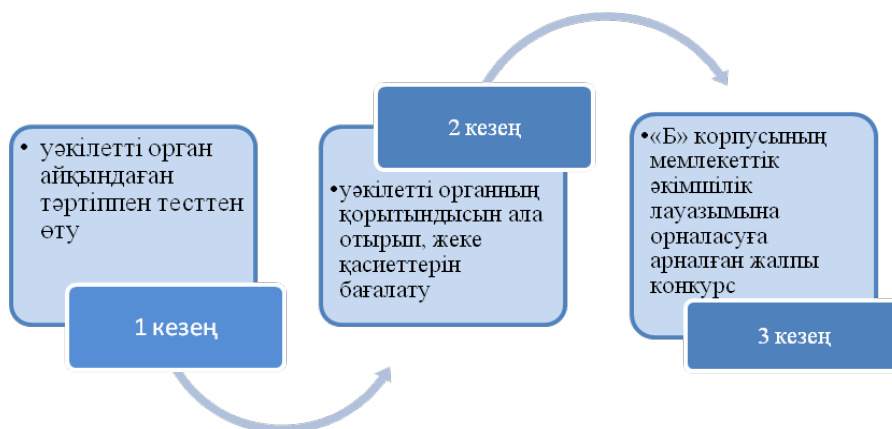 • уәкілетті орган
айқындаған
тәртіппен тесттен
өту
1 кезең
2 кезең
•уәкілетті органның
қорытындысын ала
отырып, жеке
қасиеттерін
бағалату
•«Б» корпусының
мемлекеттік
әкімшілік
лауазымына
орналасуға
арналған жалпы
конкурс
3 кезең